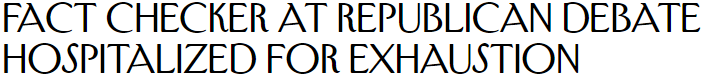 FACT CHECKER AT REPUBLICAN DEBATE
HOSPITALIZED FOR EXHAUSTION